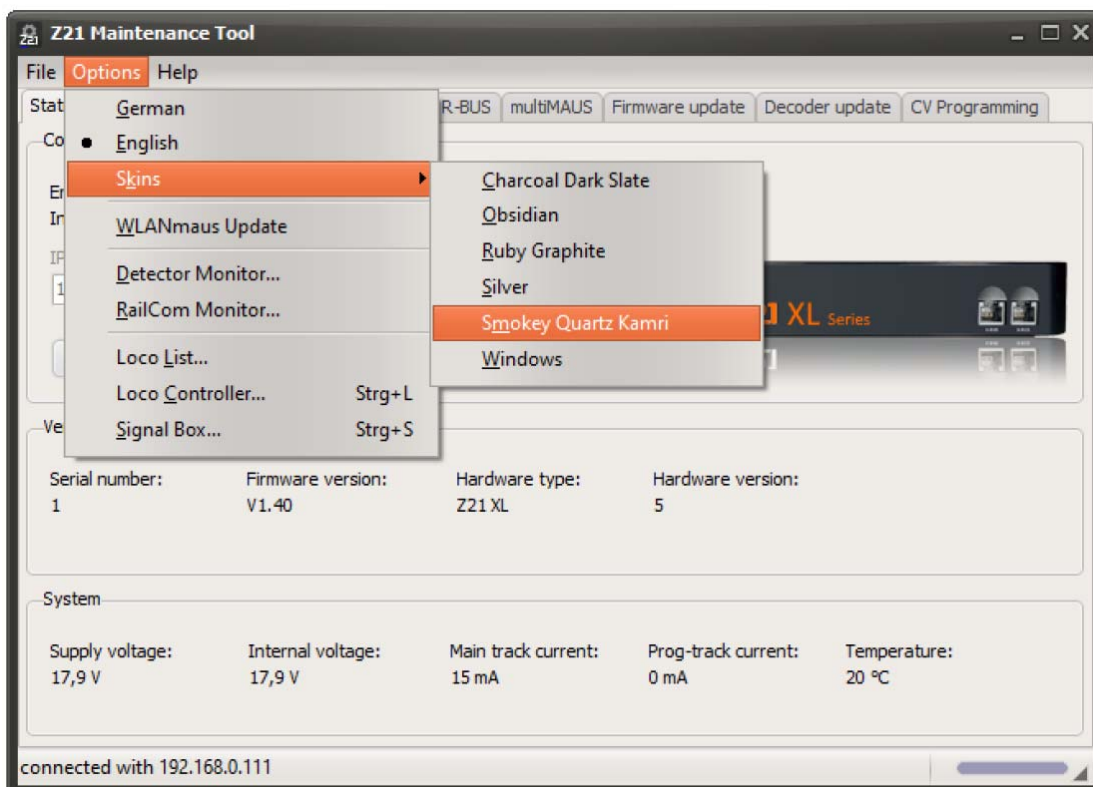 Z21 Maintenance Tool
File Options Help
R-BUS multiMAUS Firmware update Decoder update CV Programming
German
English
Skins
WLANmaus Update
Detector Monitor...
RailCom Monitor...
Loco List...
Loco Controller... Strg+L
Signal Box... Strg+S
Charcoal Dark Slate
Obsidian
Ruby Graphite
Silver
Smokey Quartz Kamri
Windows
XL Series
Serial number: Firmware version: Hardware type: Hardware version:
1 V1.40 Z21 XL 5
System
Supply voltage: Internal voltage: Main track current: Prog-track current: Temperature:
17,9 V 17,9 V 15 mA 0 mA 20 °C
connected with 192.168.0.111